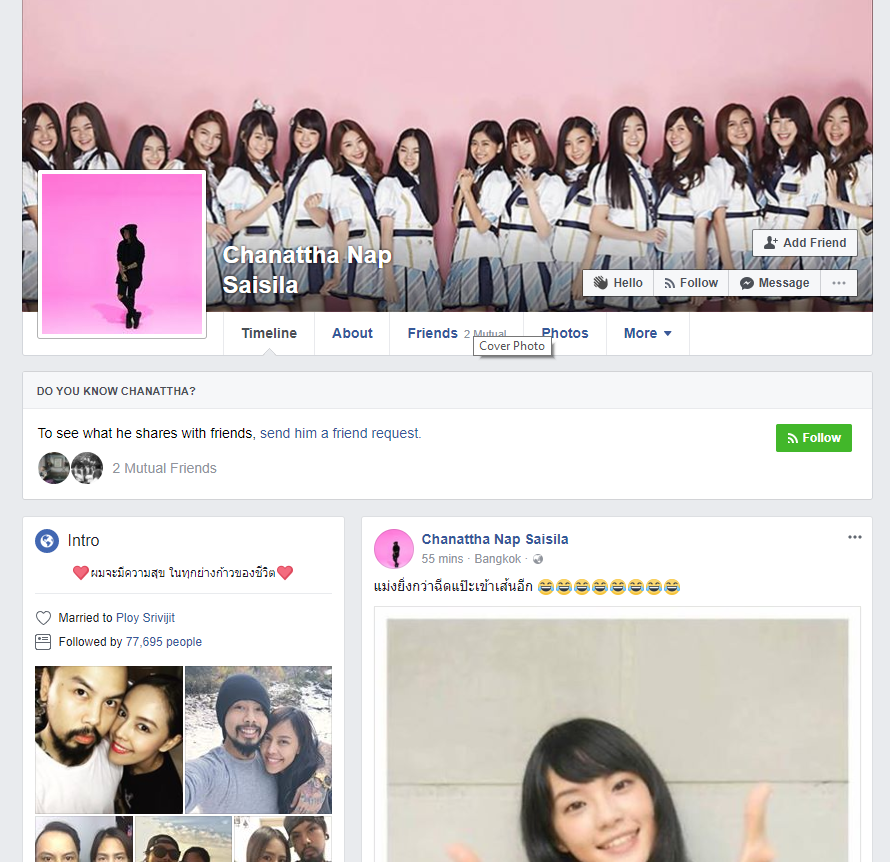 Chanattha Nap
Saisila
Add Friend
Hello
Follow
Message
Timeline
About
Friends 2 Mutual
Photos
More
Cover Photo
DO YOU KNOW CHANATTHA?
To see what he shares with friends, send him a friend request.
Follow
2 Mutual Friends
Intro
ผมจะมีความสุข ในทุกย่างก้าวของชีวิต
Married to Ploy Srivijit
Followed by 77,695 people
Chanattha Nap Saisila
55 mins · Bangkok ·
แม่งยิ่งกว่าฉีดแป๊ะเข้าเส้นอีก 😂😂😂😂😂😂😂😂